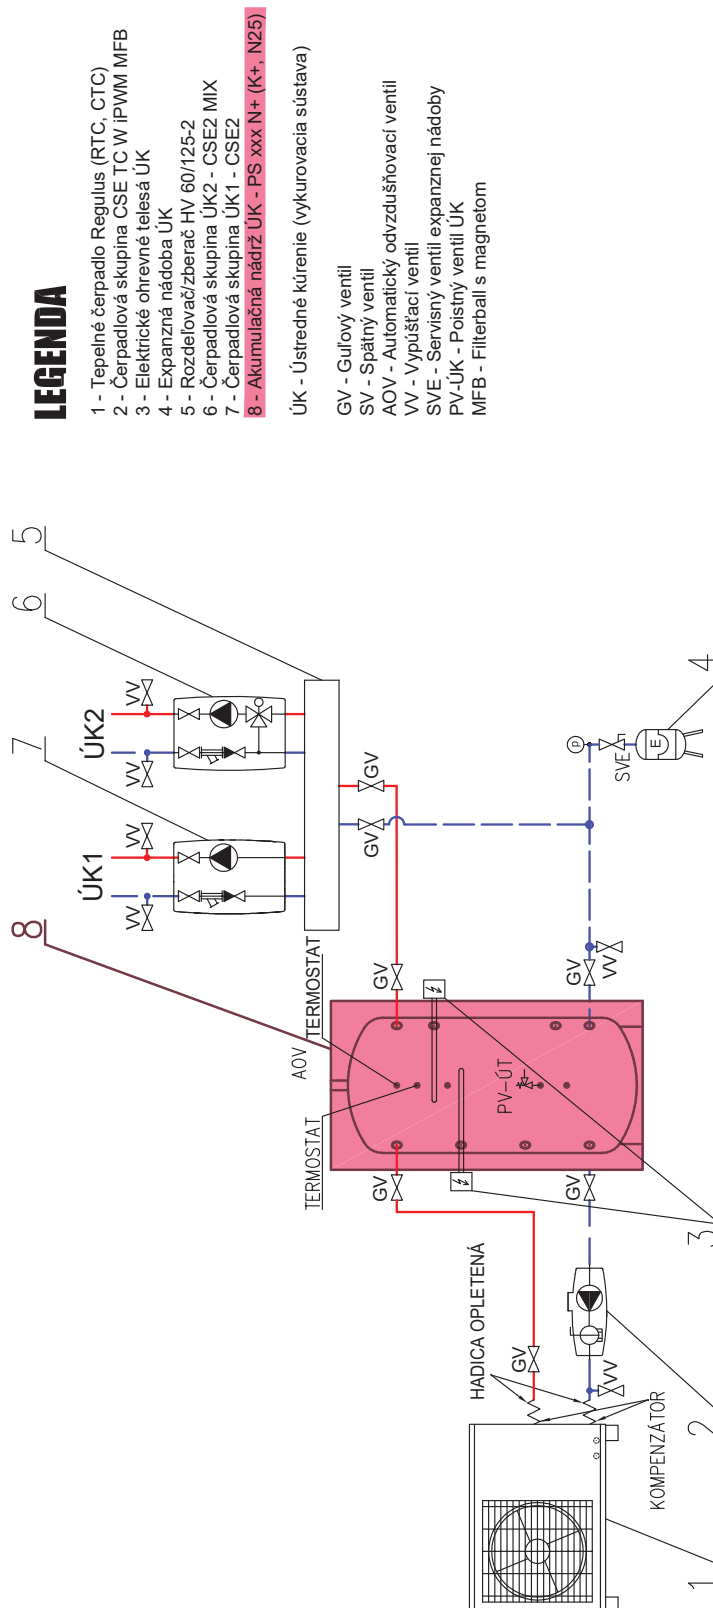 LEGENDA
1 - Tepelné čerpadlo Regulus (RTC, CTC)
2 - Čerpadlová skupina CSE TC W iPWM MFB
3 - Elektrické ohrevné telesá ÚK
4 - Expanzná nádoba ÚK
5 - Rozdeľovač/zberač HV 60/125-2
6 - Čerpadlová skupina ÚK2 - CSE2 MIX
7 - Čerpadlová skupina ÚK1 - CSE2
8 - Akumulačná nádrž ÚK - PS xxx N+ (K+, N25)
ÚK - Ústredné kúrenie (vykurovacia sústava)
GV - Guľový ventil
SV - Spätný ventil
AOV - Automatický odvzdušňovací ventil
VV - Vypúšťací ventil
SVE - Servisný ventil expanznej nádoby
PV-ÚK - Poistný ventil ÚK
MFB - Filterball s magnetom
8
7
6
5
ÚK1
ÚK2
VV
VV
VV
VV
GV
GV
AOV
TERMOSTAT
TERMOSTAT
GV
GV
GV
GV
GV
PV-ÚT
VV
VV
P
SVE
E
HADICA OPLETENÁ
KOMPENZÁTOR
1
2
3
4